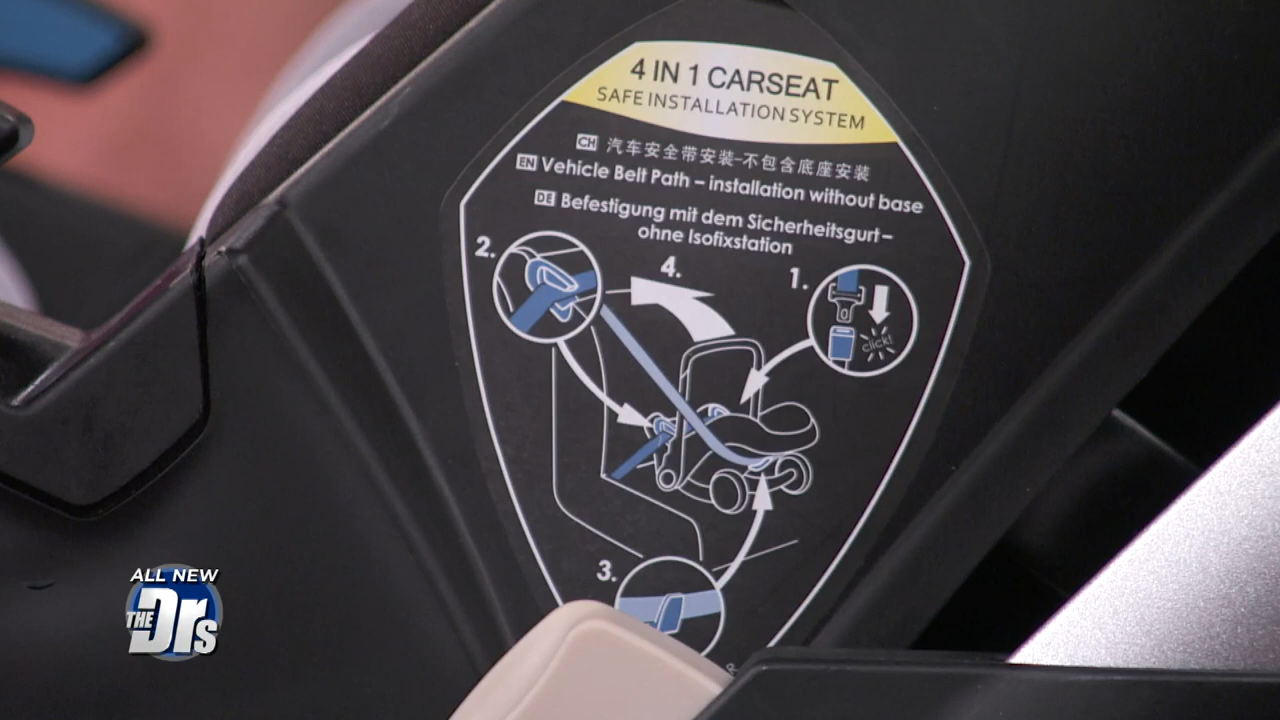 4 IN 1 CARSEAT
SAFE INSTALLATION SYSTEM
CH 汽车安全带安装-不包含底座安装
EN Vehicle Belt Path – installation without base
DE Befestigung mit dem Sicherheitsgurt–
ohne Isofixstation
2.
4.
1.
click!
3.
ALL NEW
THE Drs